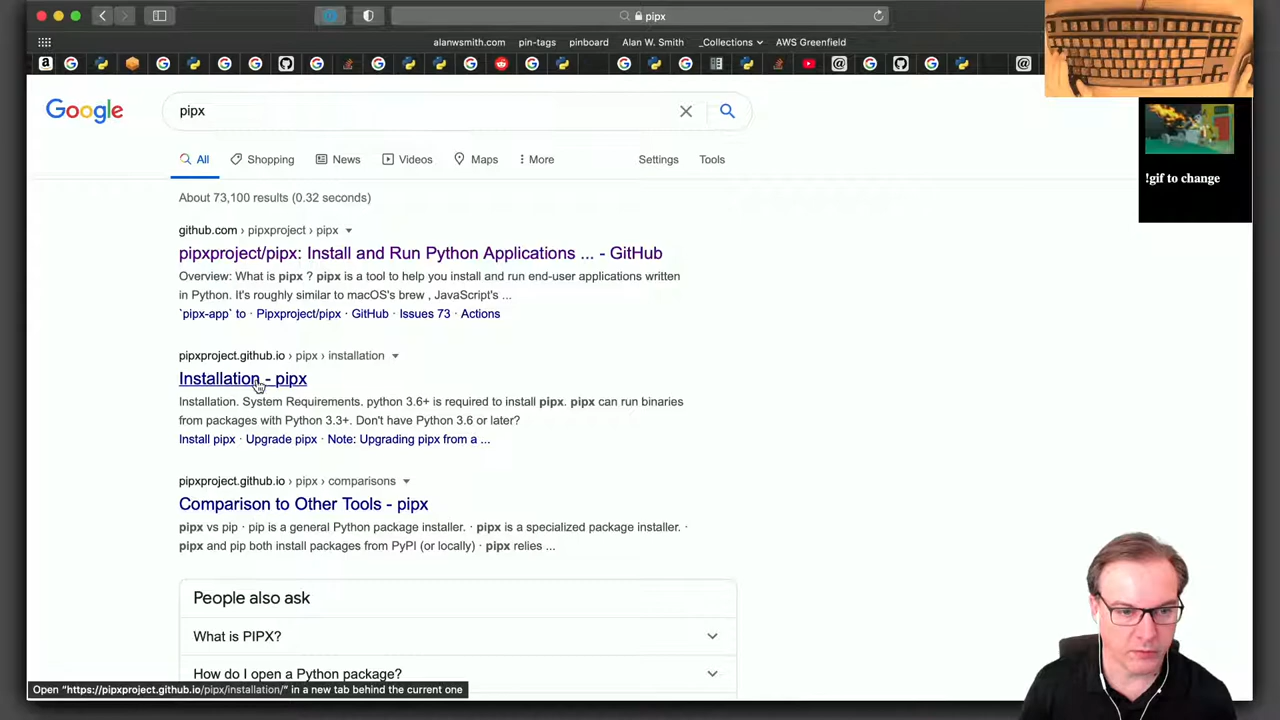 pipx
alanwsmith.com pin-tags pinboard Alan W. Smith _Collections AWS Greenfield
Google
pipx
All Shopping News Videos Maps More Settings Tools
About 73,100 results (0.32 seconds)
github.com › pipxproject › pipx
pipxproject/pipx: Install and Run Python Applications ... - GitHub
Overview: What is pipx ? pipx is a tool to help you install and run end-user applications written
in Python. It's roughly similar to macOS's brew , JavaScript's ...
`pipx-app` to · Pipxproject/pipx · GitHub · Issues 73 · Actions
pipxproject.github.io › pipx › installation
Installation - pipx
Installation. System Requirements. python 3.6+ is required to install pipx. pipx can run binaries
from packages with Python 3.3+. Don't have Python 3.6 or later?
Install pipx · Upgrade pipx · Note: Upgrading pipx from a ...
pipxproject.github.io › pipx › comparisons
Comparison to Other Tools - pipx
pipx vs pip · pip is a general Python package installer. · pipx is a specialized package installer. ·
pipx and pip both install packages from PyPI (or locally) · pipx relies ...
People also ask
What is PIPX?
How do I open a Python package?
Open "https://pipxproject.github.io/pipx/installation/" in a new tab behind the current one
!gif to change